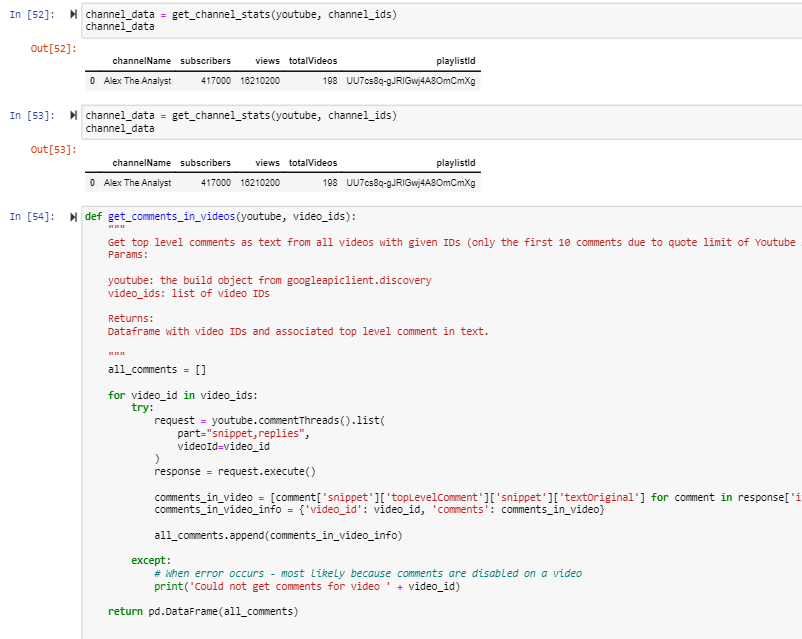 In [52]: channel_data = get_channel_stats(youtube, channel_ids)
channel_data
Out[52]:
channelName subscribers views totalVideos playlistId
0 Alex The Analyst 417000 16210200 198 UU7cs8q-gJRlGwj4A8OmCmXg
In [53]: channel_data = get_channel_stats(youtube, channel_ids)
channel_data
Out[53]:
channelName subscribers views totalVideos playlistId
0 Alex The Analyst 417000 16210200 198 UU7cs8q-gJRlGwj4A8OmCmXg
In [54]: def get_comments_in_videos(youtube, video_ids):
"""
Get top level comments as text from all videos with given IDs (only the first 10 comments due to quote limit of Youtube
Params:
youtube: the build object from googleapiclient.discovery
video_ids: list of video IDs
Returns:
Dataframe with video IDs and associated top level comment in text.
"""
all_comments = []
for video_id in video_ids:
try:
request = youtube.commentThreads().list(
part="snippet,replies",
videoId=video_id
)
response = request.execute()
comments_in_video = [comment['snippet']['topLevelComment']['snippet']['textOriginal'] for comment in response['i
comments_in_video_info = {'video_id': video_id, 'comments': comments_in_video}
all_comments.append(comments_in_video_info)
except:
# When error occurs - most likely because comments are disabled on a video
print('Could not get comments for video ' + video_id)
return pd.DataFrame(all_comments)